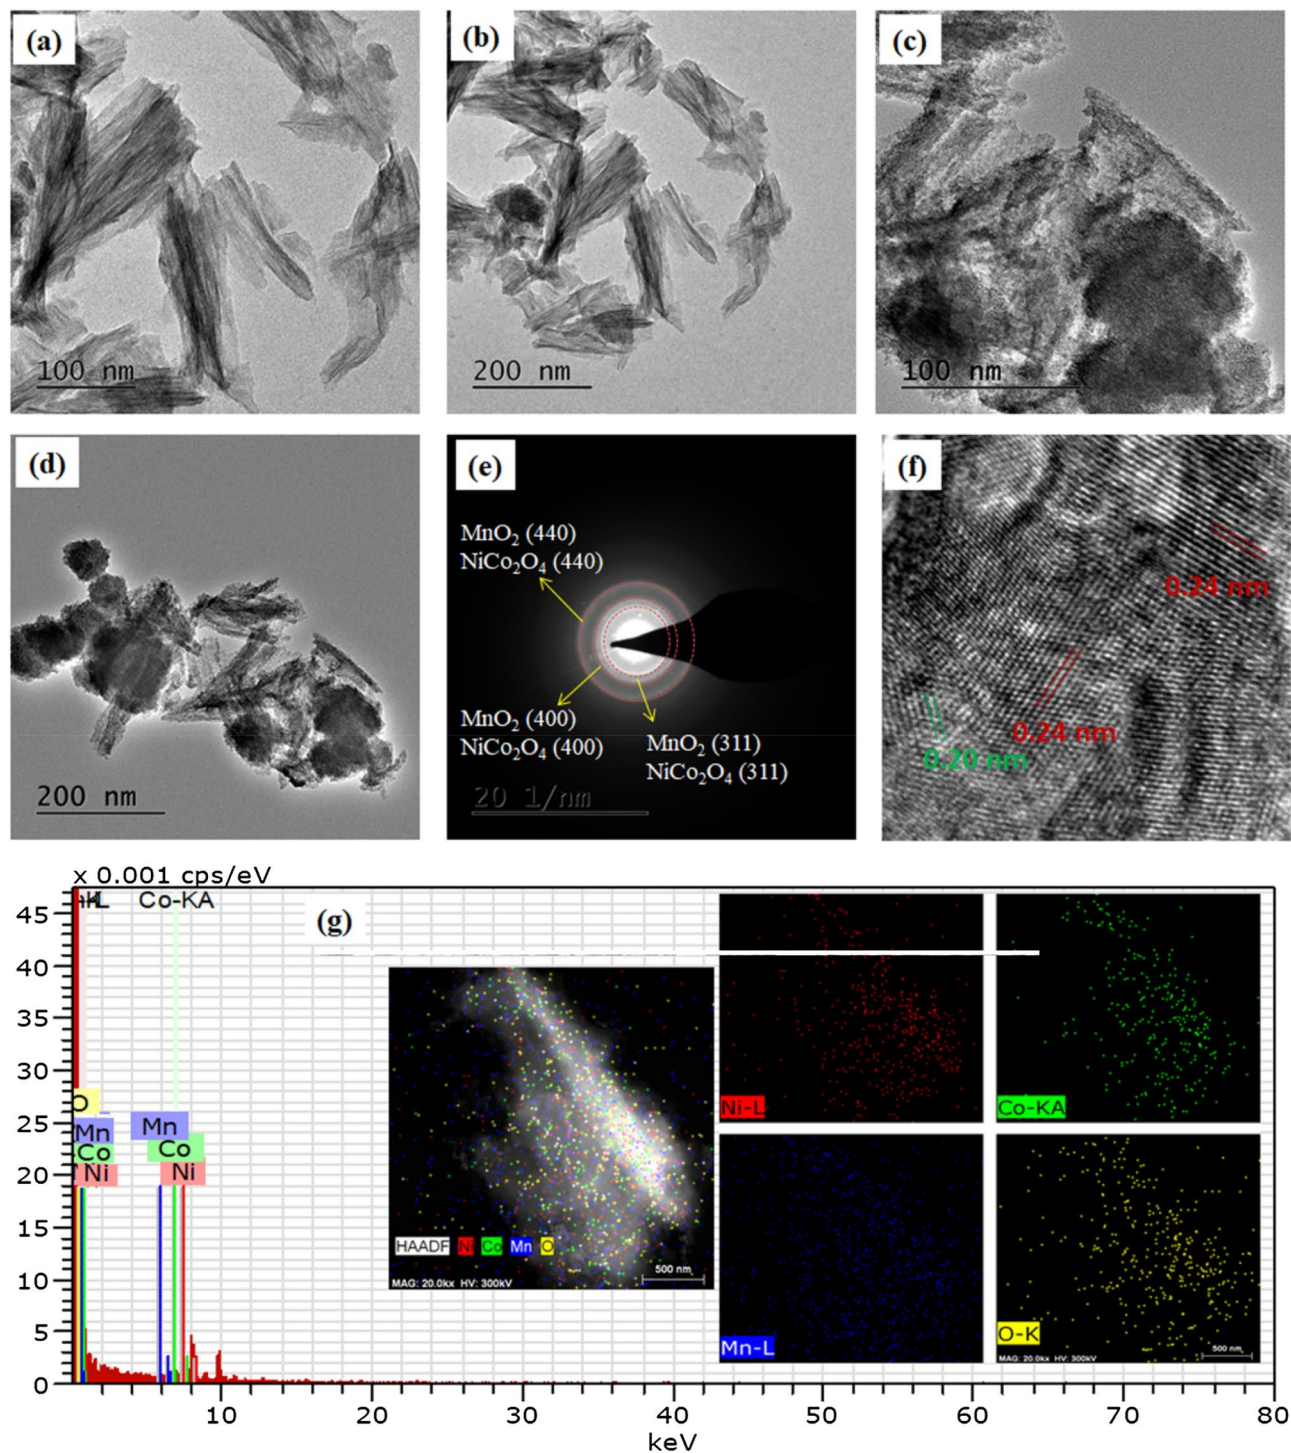 (a)
100 nm
(b)
200 nm
(c)
100 nm
(d)
200 nm
(e)
MnO₂ (440)
NiCo₂O₄ (440)
MnO₂ (400)
NiCo₂O₄ (400)
MnO₂ (311)
NiCo₂O₄ (311)
20 1/nm
(f)
0.24 nm
0.24 nm
0.20 nm
x 0.001 cps/eV
Co-KA
(g)
45
40
35
30
25
20
15
10
5
0
O
Mn
Co
Ni
Mn
Co
Ni
HAADF Ni Co Mn O
500 nm
MAG: 20.0kx HV: 300kV
Ni-L
Co-KA
Mn-L
O-K
500 nm
MAG: 20.0kx HV: 300kV
10 20 30 40 50 60 70 80
keV